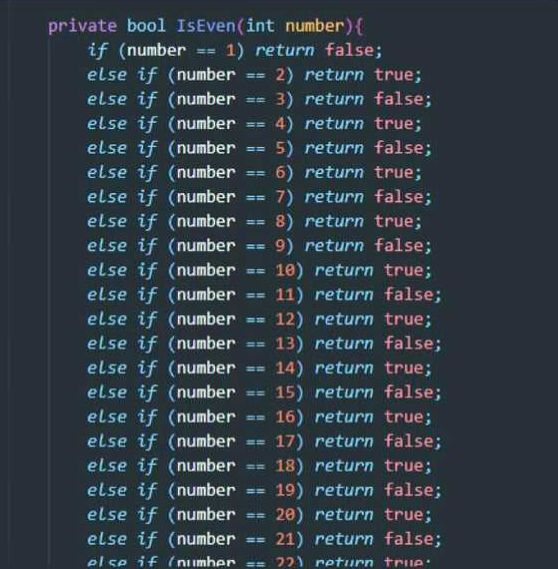 private bool IsEven(int number){
if (number == 1) return false;
else if (number == 2) return true;
else if (number == 3) return false;
else if (number == 4) return true;
else if (number == 5) return false;
else if (number == 6) return true;
else if (number == 7) return false;
else if (number == 8) return true;
else if (number == 9) return false;
else if (number == 10) return true;
else if (number == 11) return false;
else if (number == 12) return true;
else if (number == 13) return false;
else if (number == 14) return true;
else if (number == 15) return false;
else if (number == 16) return true;
else if (number == 17) return false;
else if (number == 18) return true;
else if (number == 19) return false;
else if (number == 20) return true;
else if (number == 21) return false;
else if (number == 22) return true;